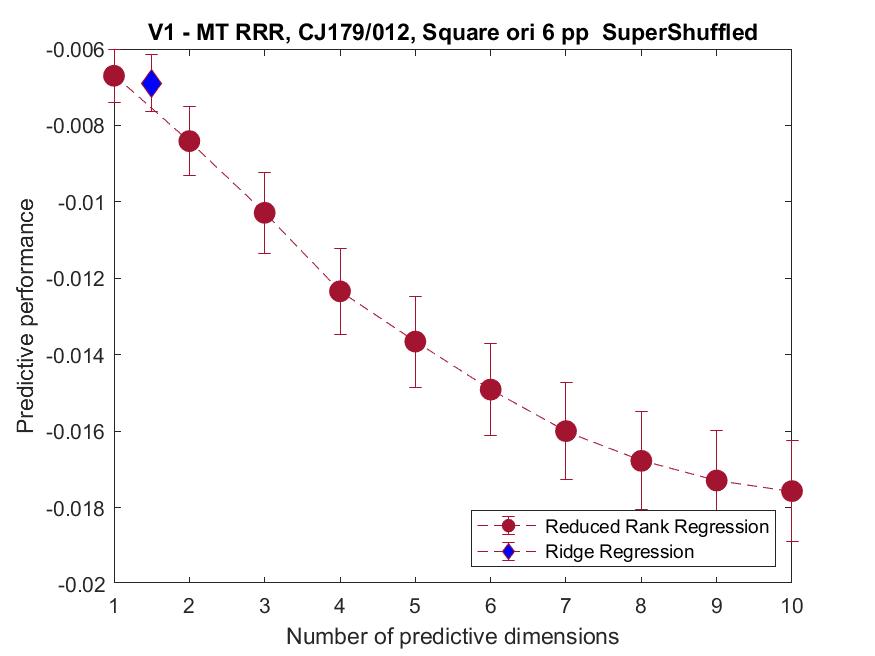 V1 - MT RRR, CJ179/012, Square ori 6 pp  SuperShuffled
-0.006
-0.008
-0.01
-0.012
-0.014
-0.016
-0.018
-0.02
Predictive performance
Reduced Rank Regression
Ridge Regression
1 2 3 4 5 6 7 8 9 10
Number of predictive dimensions